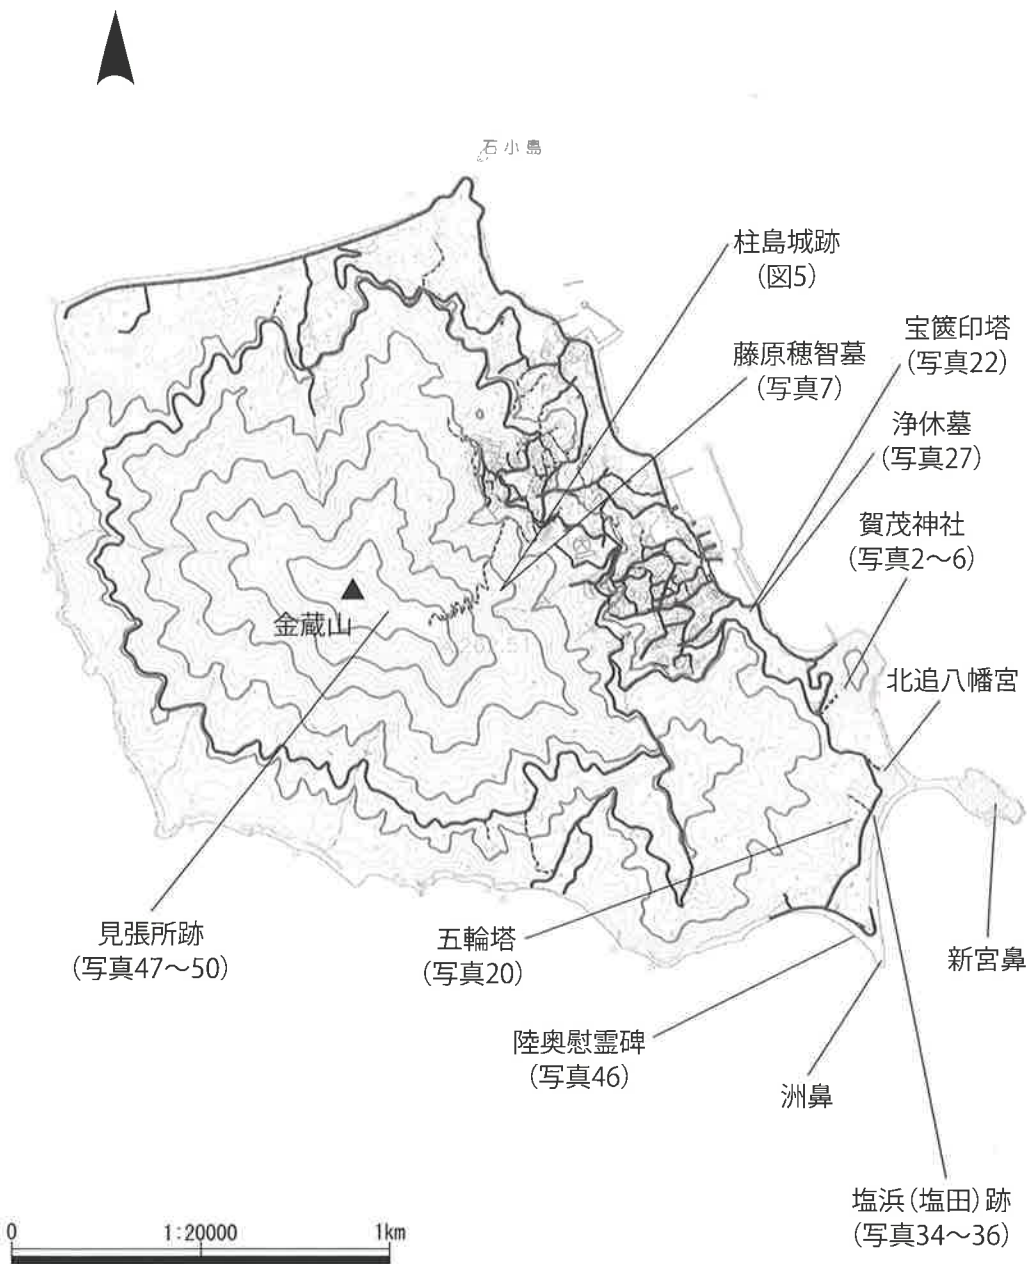 石小島
柱島城跡
(図5)
藤原穂智墓
(写真7)
宝篋印塔
(写真22)
浄休墓
(写真27)
賀茂神社
(写真2～6)
金蔵山
北追八幡宮
見張所跡
(写真47～50)
五輪塔
(写真20)
新宮鼻
陸奥慰霊碑
(写真46)
洲鼻
塩浜(塩田)跡
(写真34～36)
0 1:20000 1km